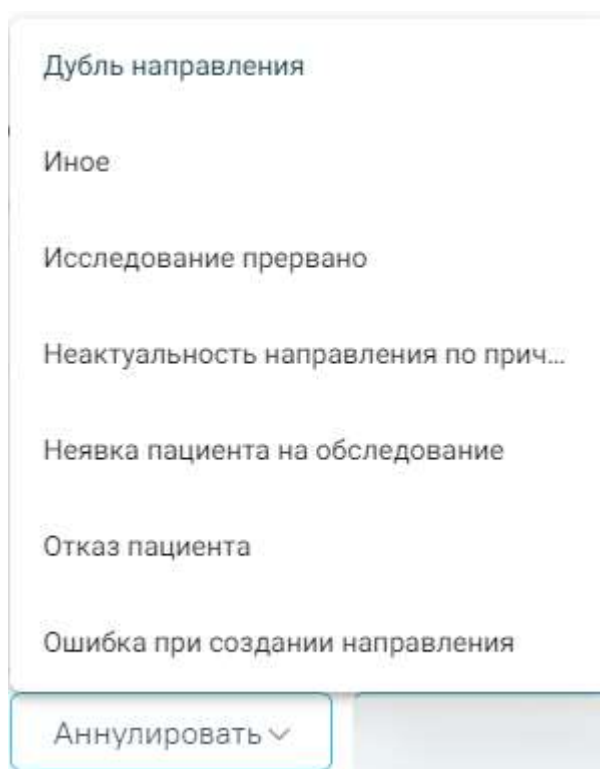 Дубль направления
Иное
Исследование прервано
Неактуальность направления по прич...
Неявка пациента на обследование
Отказ пациента
Ошибка при создании направления
Аннулировать